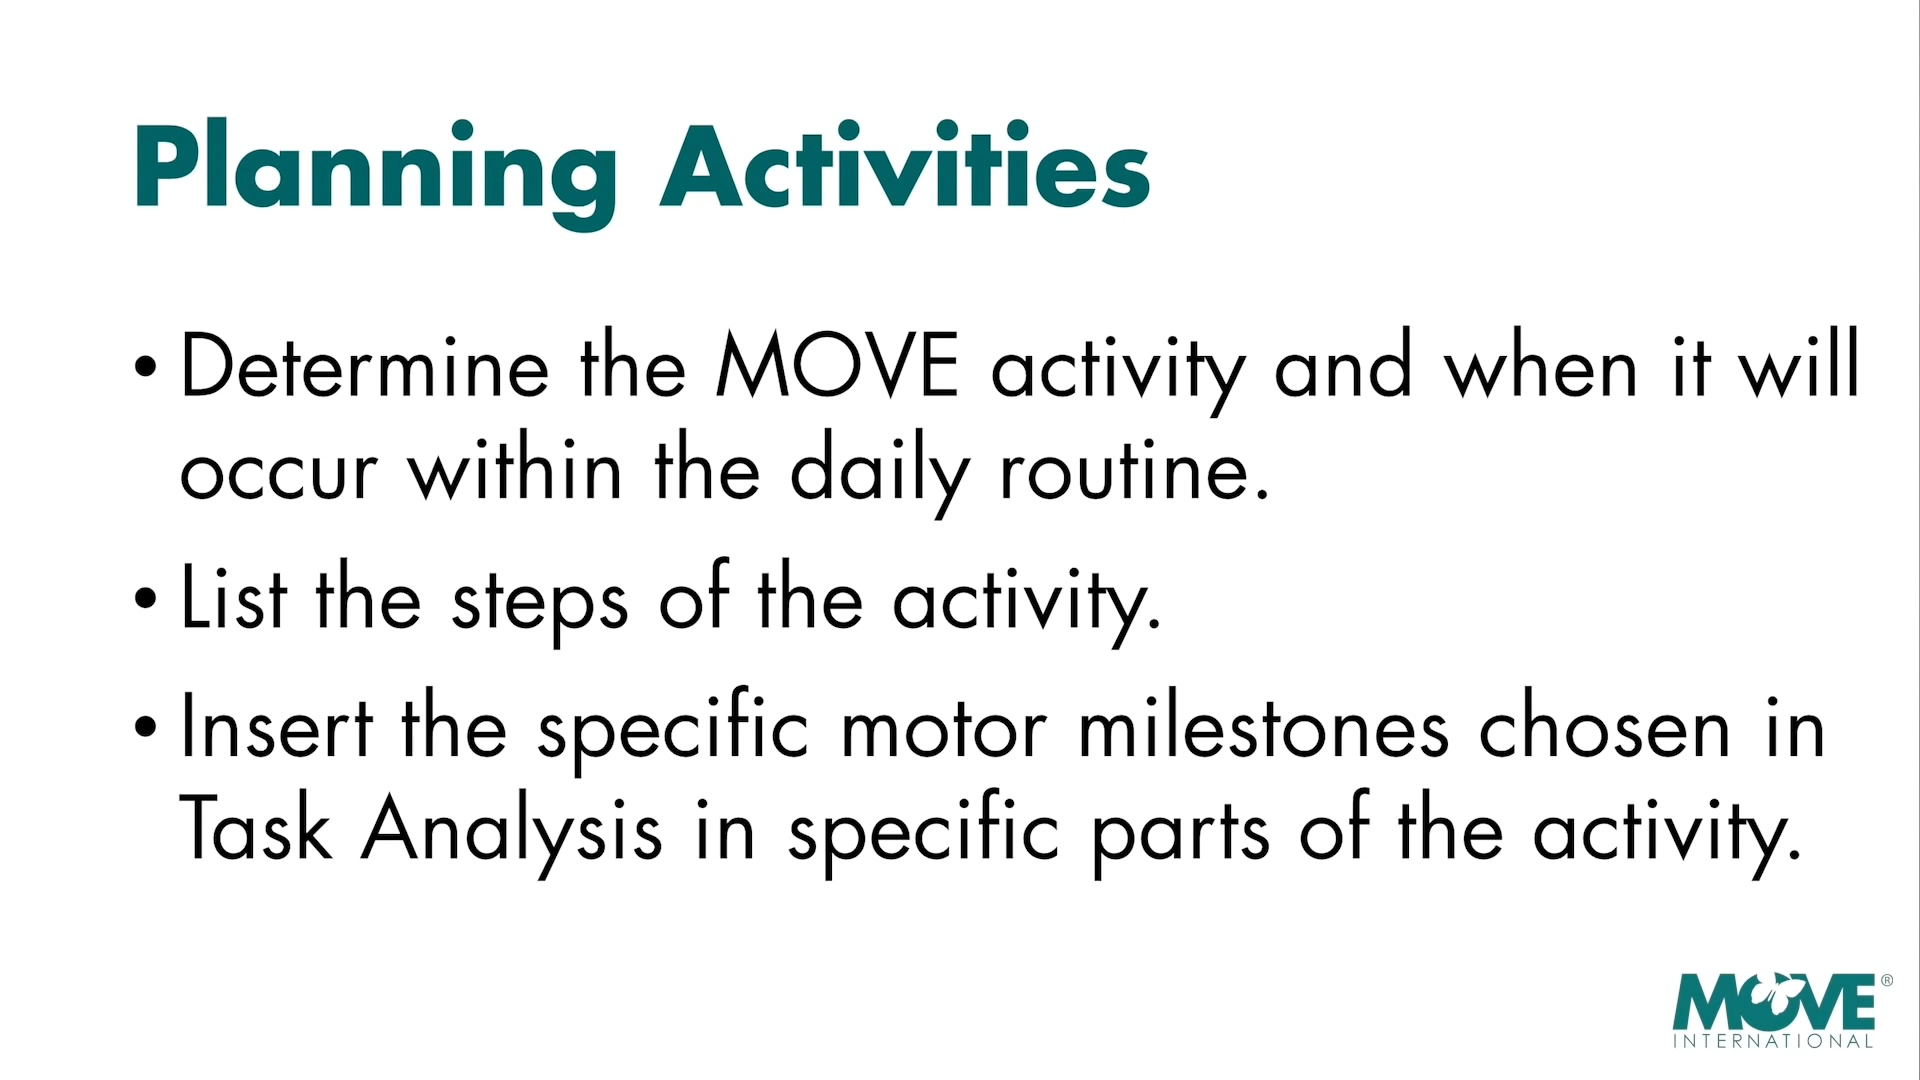 Planning Activities
• Determine the MOVE activity and when it will
occur within the daily routine.
• List the steps of the activity.
• Insert the specific motor milestones chosen in
Task Analysis in specific parts of the activity.
MOVE®
INTERNATIONAL